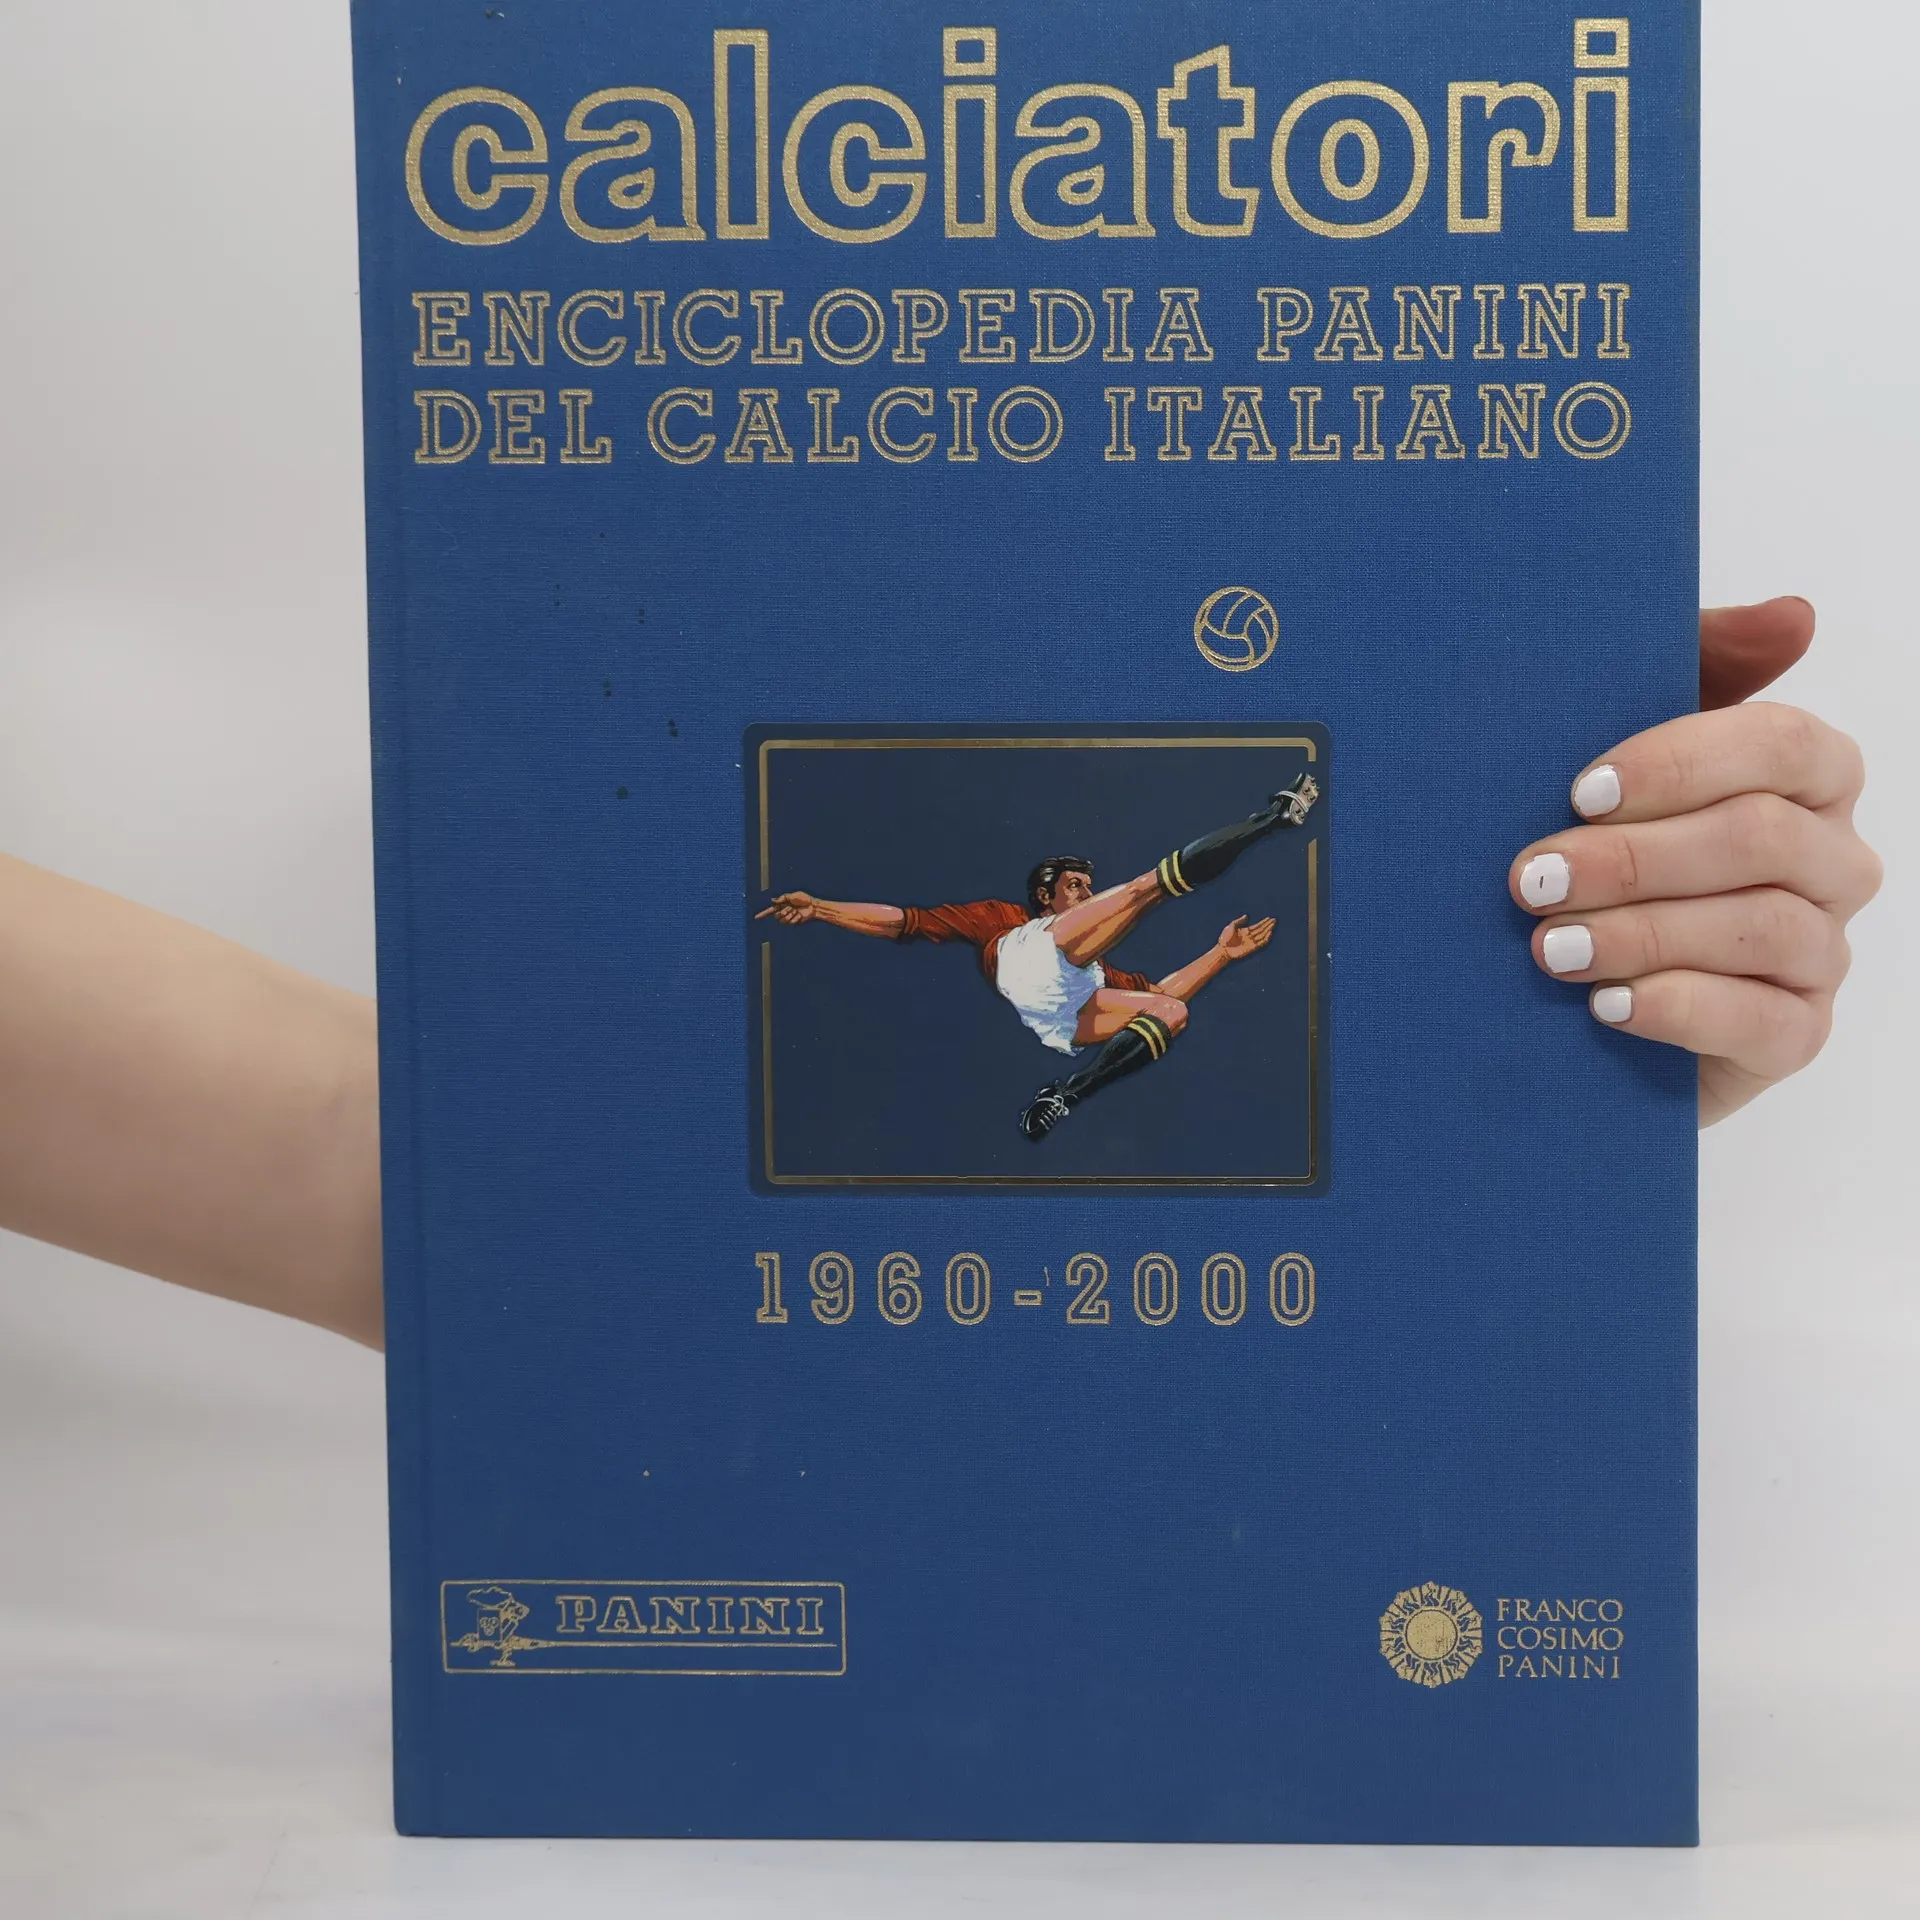 calciatori
ENCICLOPEDIA PANINI
DEL CALCIO ITALIANO
1960-2000
PANINI
FRANCO
COSIMO
PANINI